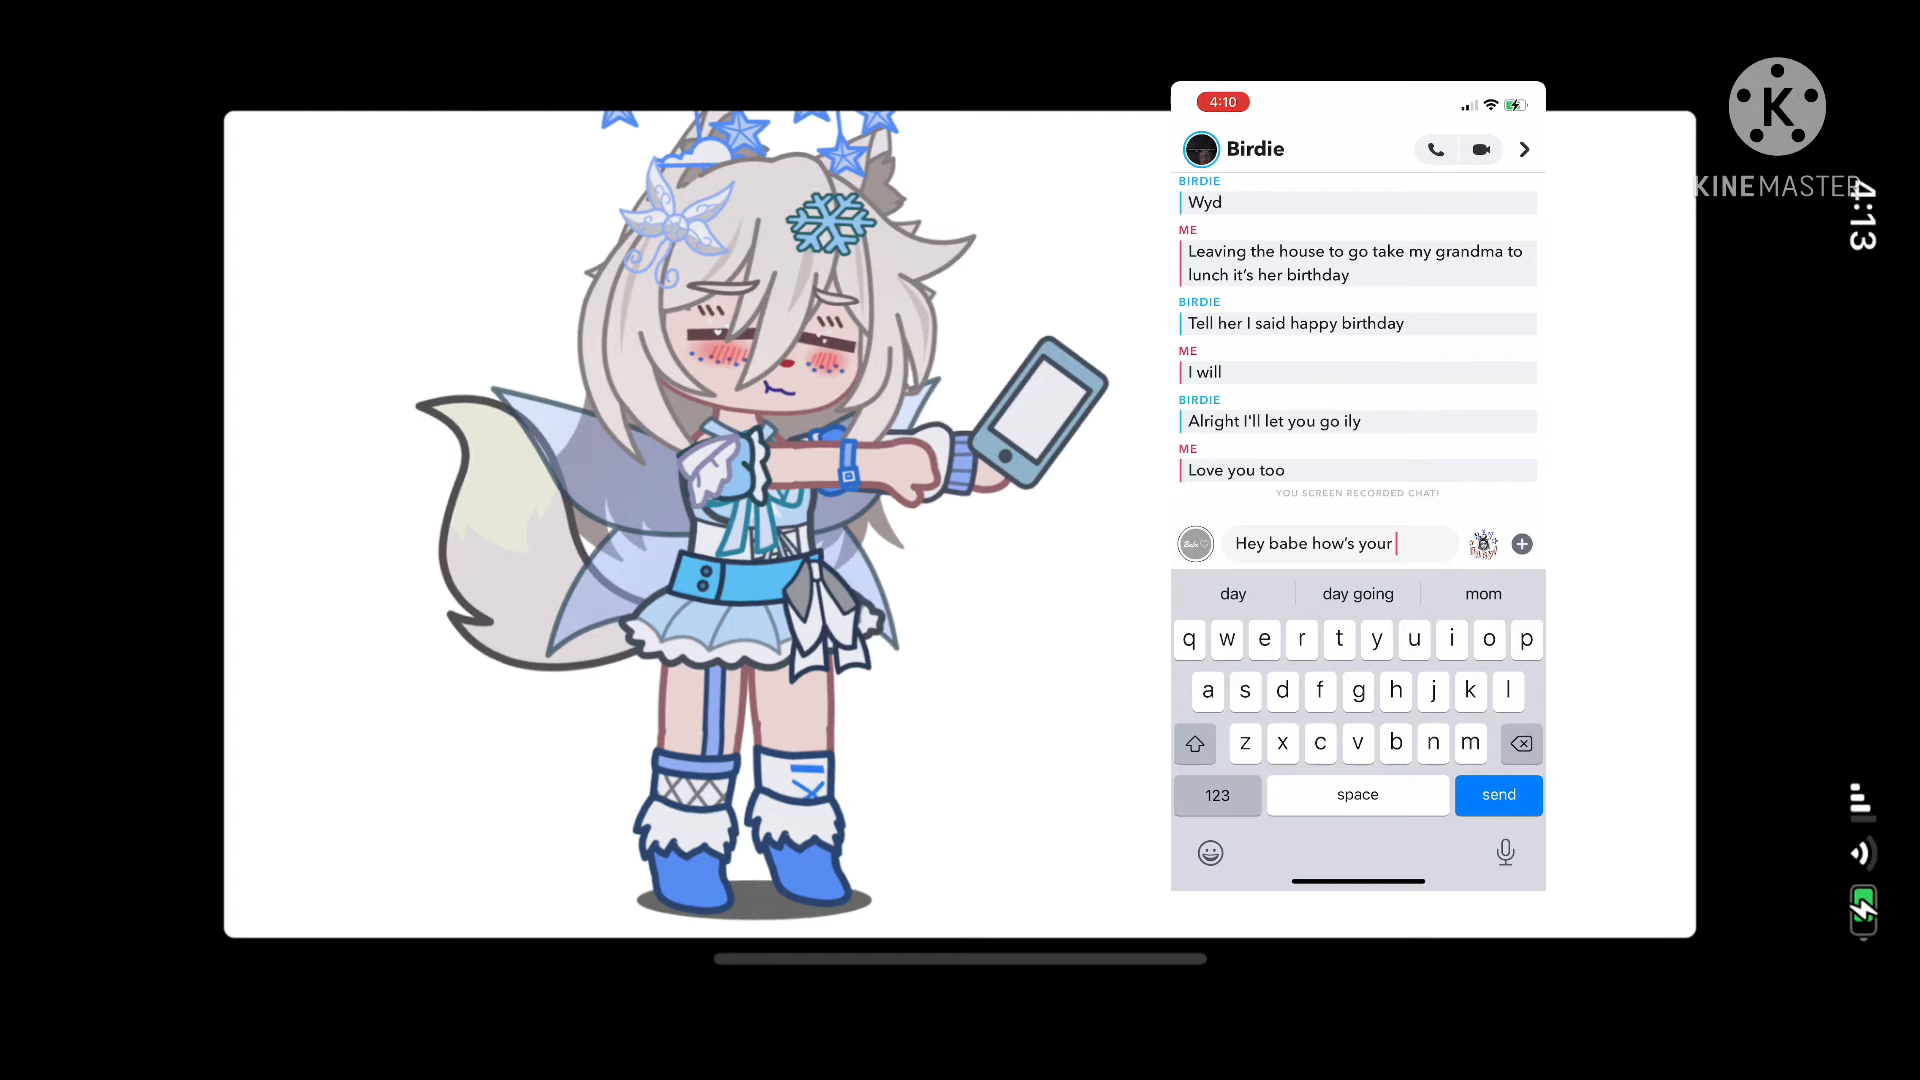 4:10
Birdie
BIRDIE
Wyd
ME
Leaving the house to go take my grandma to
lunch it's her birthday
BIRDIE
Tell her I said happy birthday
ME
I will
BIRDIE
Alright I'll let you go ily
ME
Love you too
YOU SCREEN RECORDED CHAT!
Babe
Hey babe how's your
day
day going
mom
q w e r t y u i o p
a s d f g h j k l
z x c v b n m
123
space
send
K
KINEMASTER
4:13